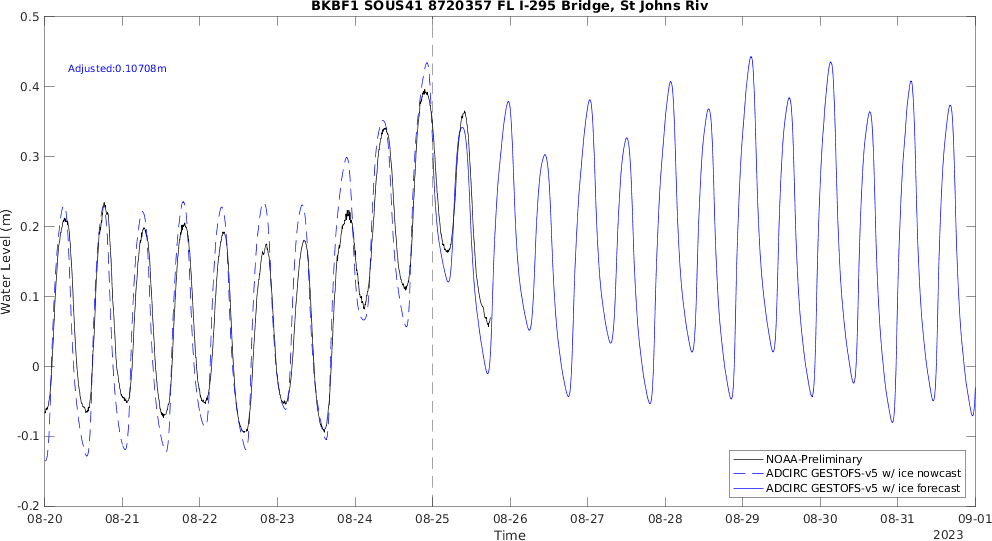 BKBF1 SOUS41 8720357 FL I-295 Bridge, St Johns Riv
Adjusted:0.10708m
0.5
0.4
0.3
0.2
0.1
0
-0.1
-0.2
Water Level (m)
NOAA-Preliminary
ADCIRC GESTOFS-v5 w/ ice nowcast
ADCIRC GESTOFS-v5 w/ ice forecast
08-20 08-21 08-22 08-23 08-24 08-25 08-26 08-27 08-28 08-29 08-30 08-31 09-01
Time
2023